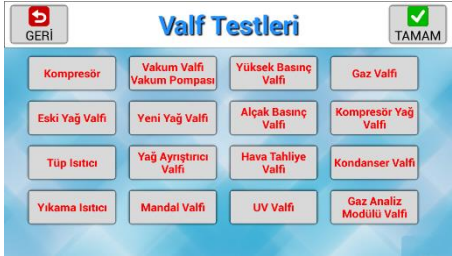 GERİ
Valf Testleri
TAMAM
Kompresör
Vakum Valfi
Vakum Pompası
Yüksek Basınç
Valfi
Gaz Valfi
Eski Yağ Valfi
Yeni Yağ Valfi
Alçak Basınç
Valfi
Kompresör Yağ
Valfi
Tüp Isıtıcı
Yağ Ayrıştırıcı
Valfi
Hava Tahliye
Valfi
Kondanser Valfi
Yıkama Isıtıcı
Mandal Valfi
UV Valfi
Gaz Analiz
Modülü Valfi